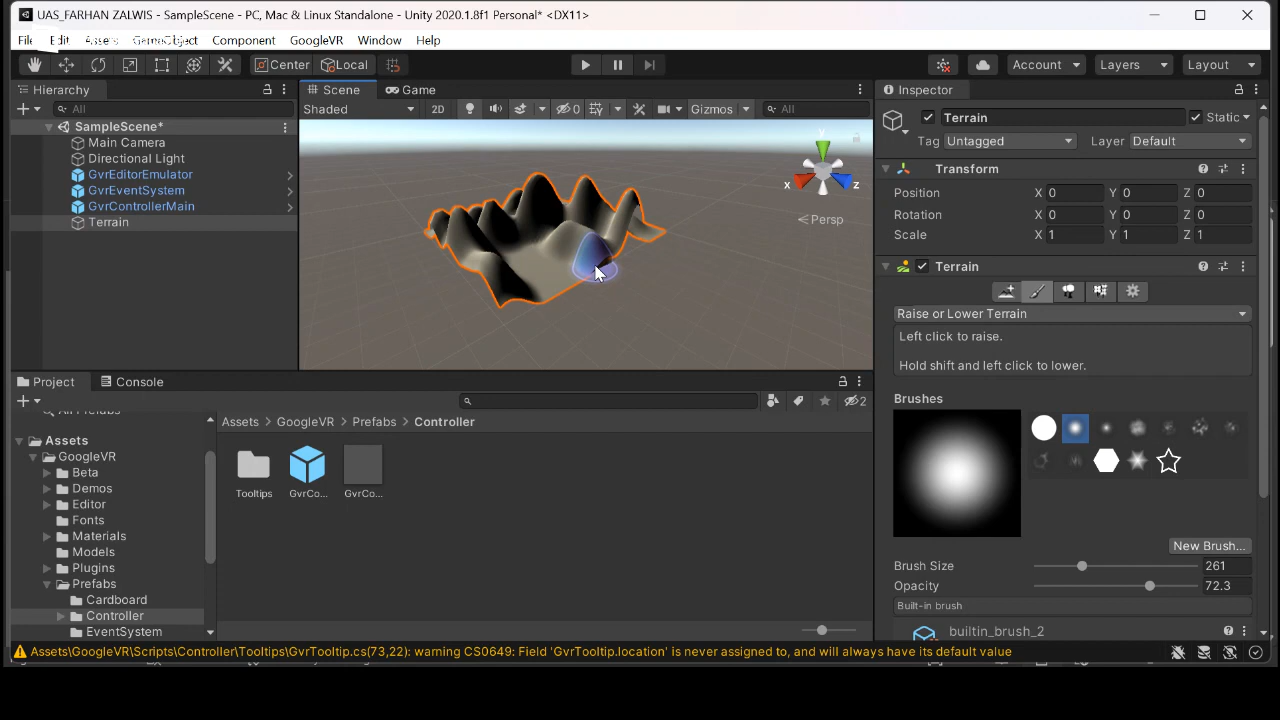 UAS_FARHAN ZALWIS - SampleScene - PC, Mac & Linux Standalone - Unity 2020.1.8f1 Personal* <DX11>
File Edit Assets GameObject Component GoogleVR Window Help
Center Local Account Layers Layout
Hierarchy
All
SampleScene*
Main Camera
Directional Light
GvrEditorEmulator
GvrEventSystem
GvrControllerMain
Terrain
Scene Game
Shaded 2D 0 Gizmos All
y
x z
Persp
Inspector
Terrain Static
Tag Untagged Layer Default
Transform
Position X 0 Y 0 Z 0
Rotation X 0 Y 0 Z 0
Scale X 1 Y 1 Z 1
Terrain
Raise or Lower Terrain
Left click to raise.
Hold shift and left click to lower.
Brushes
New Brush...
Brush Size 261
Opacity 72.3
Built-in brush
builtin_brush_2
Project Console
2
All Prefabs
Assets
GoogleVR
Beta
Demos
Editor
Fonts
Materials
Models
Plugins
Prefabs
Cardboard
Controller
EventSystem
Assets > GoogleVR > Prefabs > Controller
Tooltips GvrCo... GvrCo...
Assets\GoogleVR\Scripts\Controller\Tooltips\GvrTooltip.cs(73,22): warning CS0649: Field 'GvrTooltip.location' is never assigned to, and will always have its default value